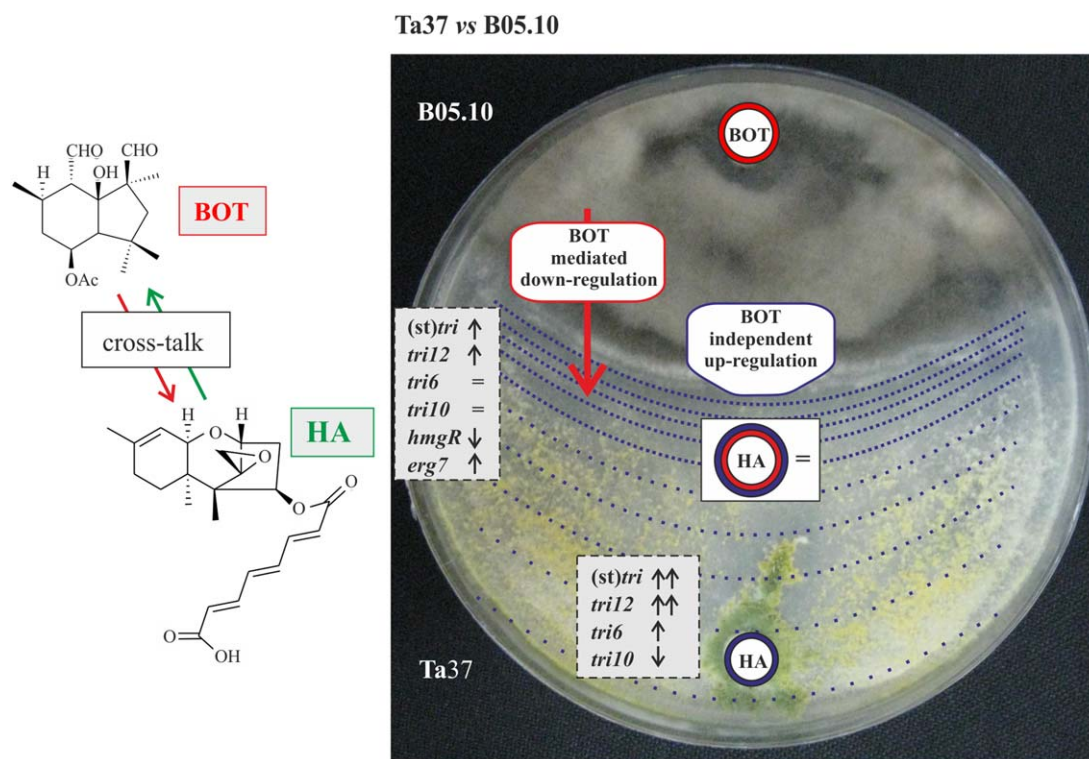 Ta37 vs B05.10
B05.10
BOT
CHO
CHO
H
OH
BOT
OAc
BOT
mediated
down-regulation
BOT
independent
up-regulation
cross-talk
(st)tri ↑
tri12 ↑
tri6 =
tri10 =
hmgR ↓
erg7 ↑
H
H
O
O
HA
HA =
O
O
(st)tri ↑↑
tri12 ↑↑
tri6 ↑
tri10 ↓
O
OH
Ta37
HA